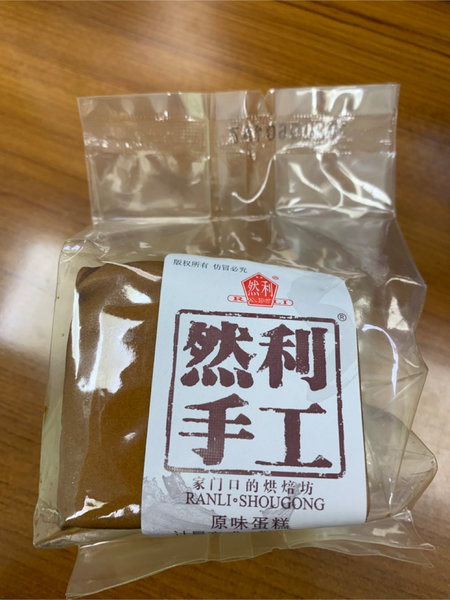 版权所有 仿冒必究
然利
RANLI
®
然利
手工
家门口的烘焙坊
RANLI·SHOUGONG
原味蛋糕